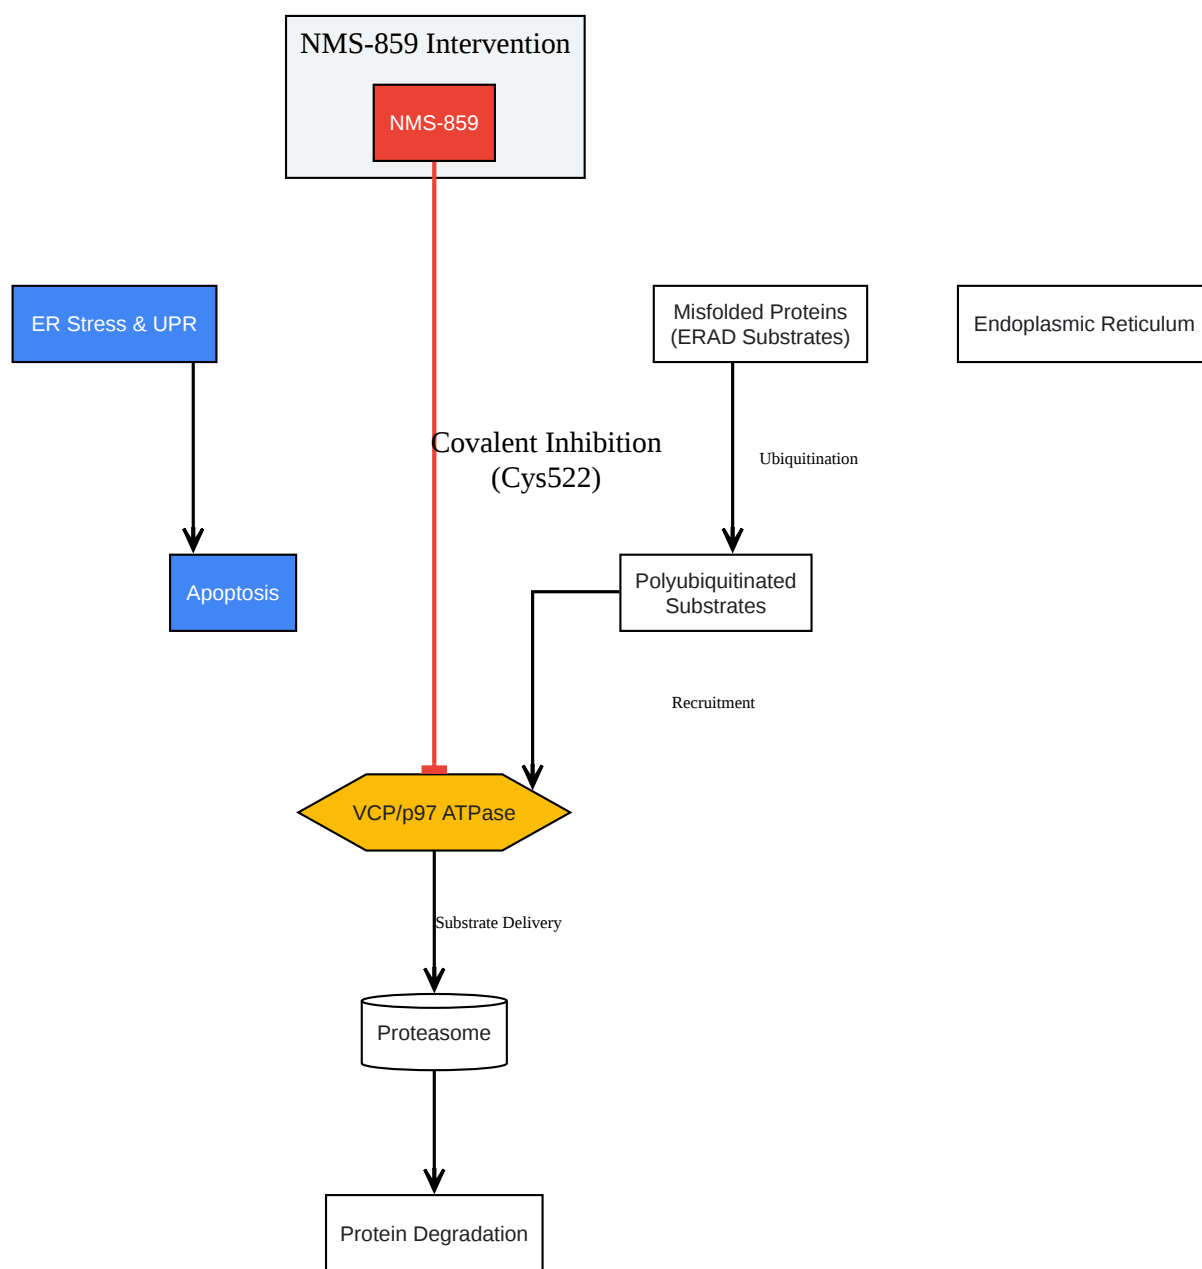 NMS-859 Intervention
NMS-859
ER Stress & UPR
Misfolded Proteins
(ERAD Substrates)
Endoplasmic Reticulum
Covalent Inhibition
(Cys522)
Ubiquitination
Apoptosis
Polyubiquitinated
Substrates
Recruitment
VCP/p97 ATPase
Substrate Delivery
Proteasome
Protein Degradation